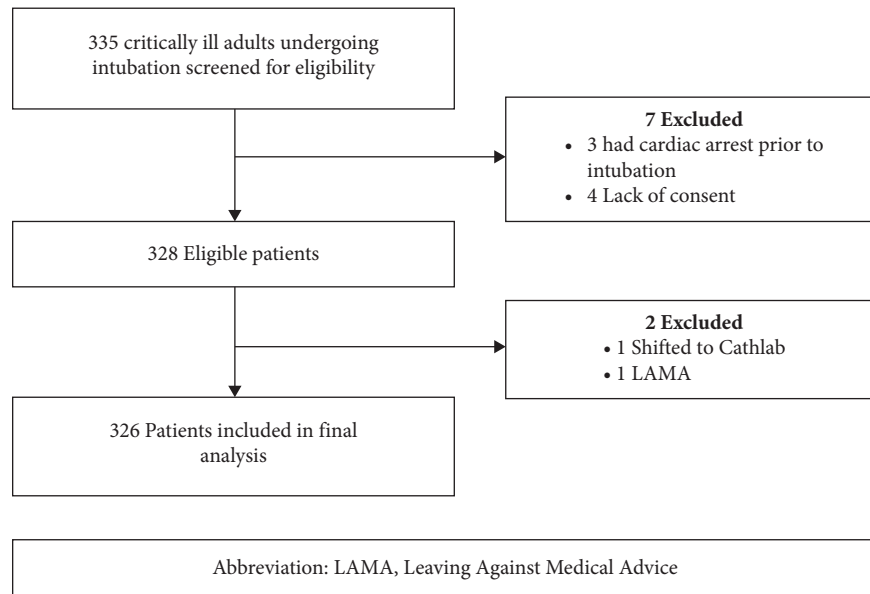 335 critically ill adults undergoing
intubation screened for eligibility
7 Excluded
• 3 had cardiac arrest prior to
intubation
• 4 Lack of consent
328 Eligible patients
2 Excluded
• 1 Shifted to Cathlab
• 1 LAMA
326 Patients included in final
analysis
Abbreviation: LAMA, Leaving Against Medical Advice